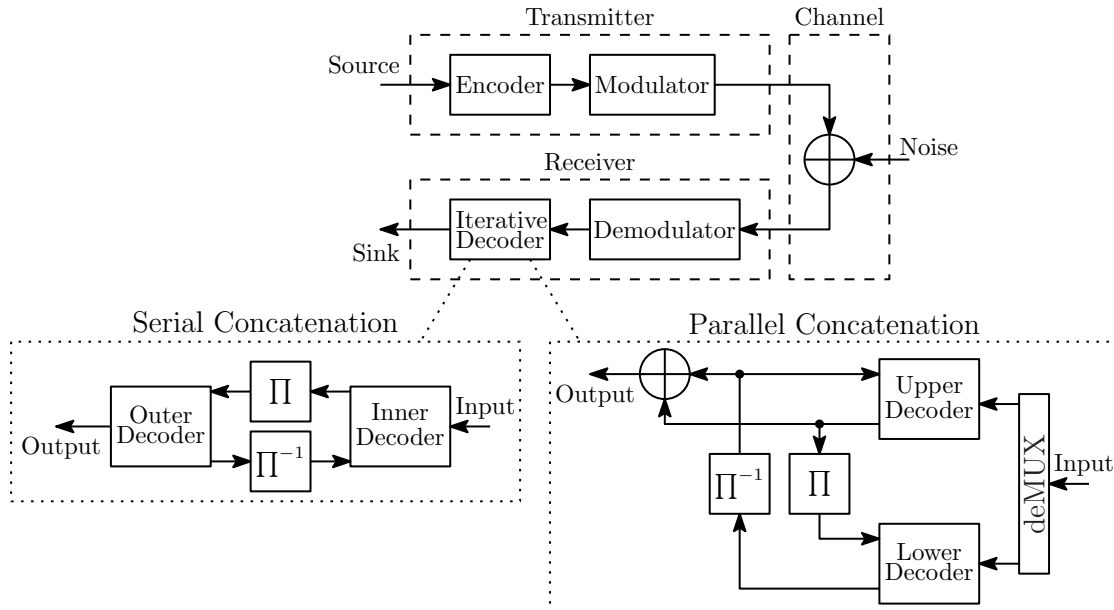 Transmitter
Channel
Source
Encoder
Modulator
Noise
Receiver
Iterative
Decoder
Demodulator
Sink
Serial Concatenation
Parallel Concatenation
∏
Outer
Decoder
Inner
Decoder
Input
Output
∏⁻¹
Output
Upper
Decoder
∏⁻¹
∏
deMUX
Input
Lower
Decoder